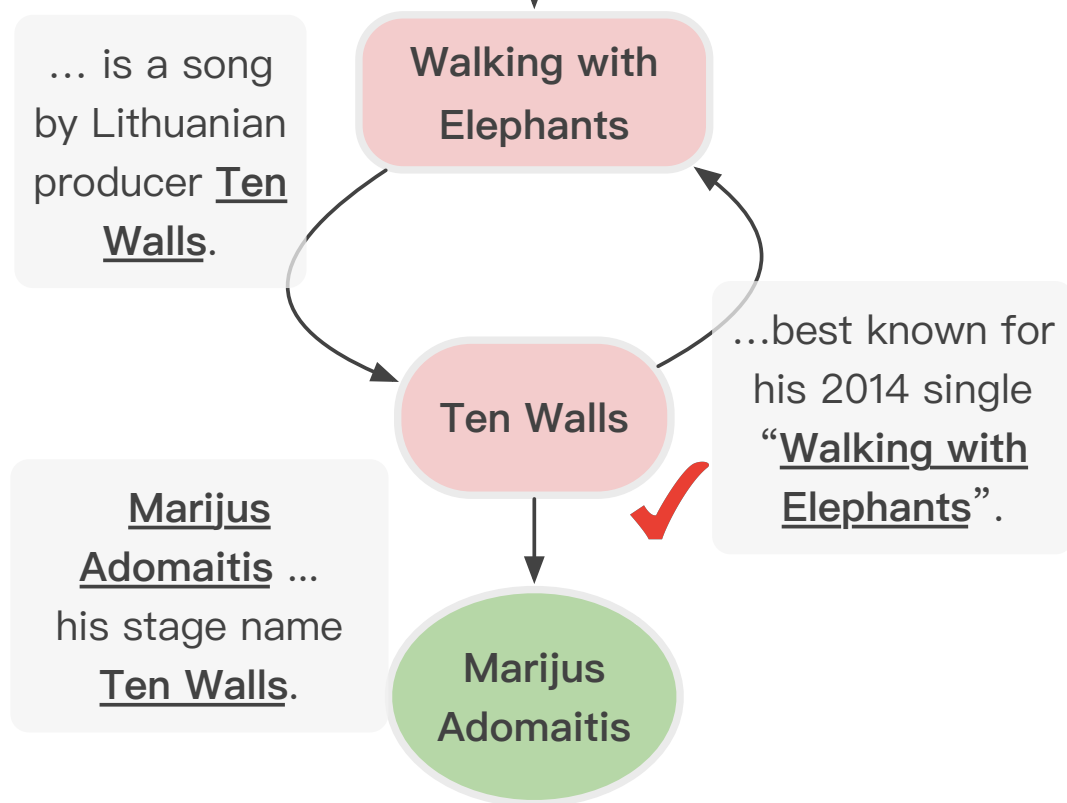 ... is a song
by Lithuanian
producer Ten
Walls.
Walking with
Elephants
...best known for
his 2014 single
“Walking with
Elephants”.
Ten Walls
Marijus
Adomaitis ...
his stage name
Ten Walls.
Marijus
Adomaitis